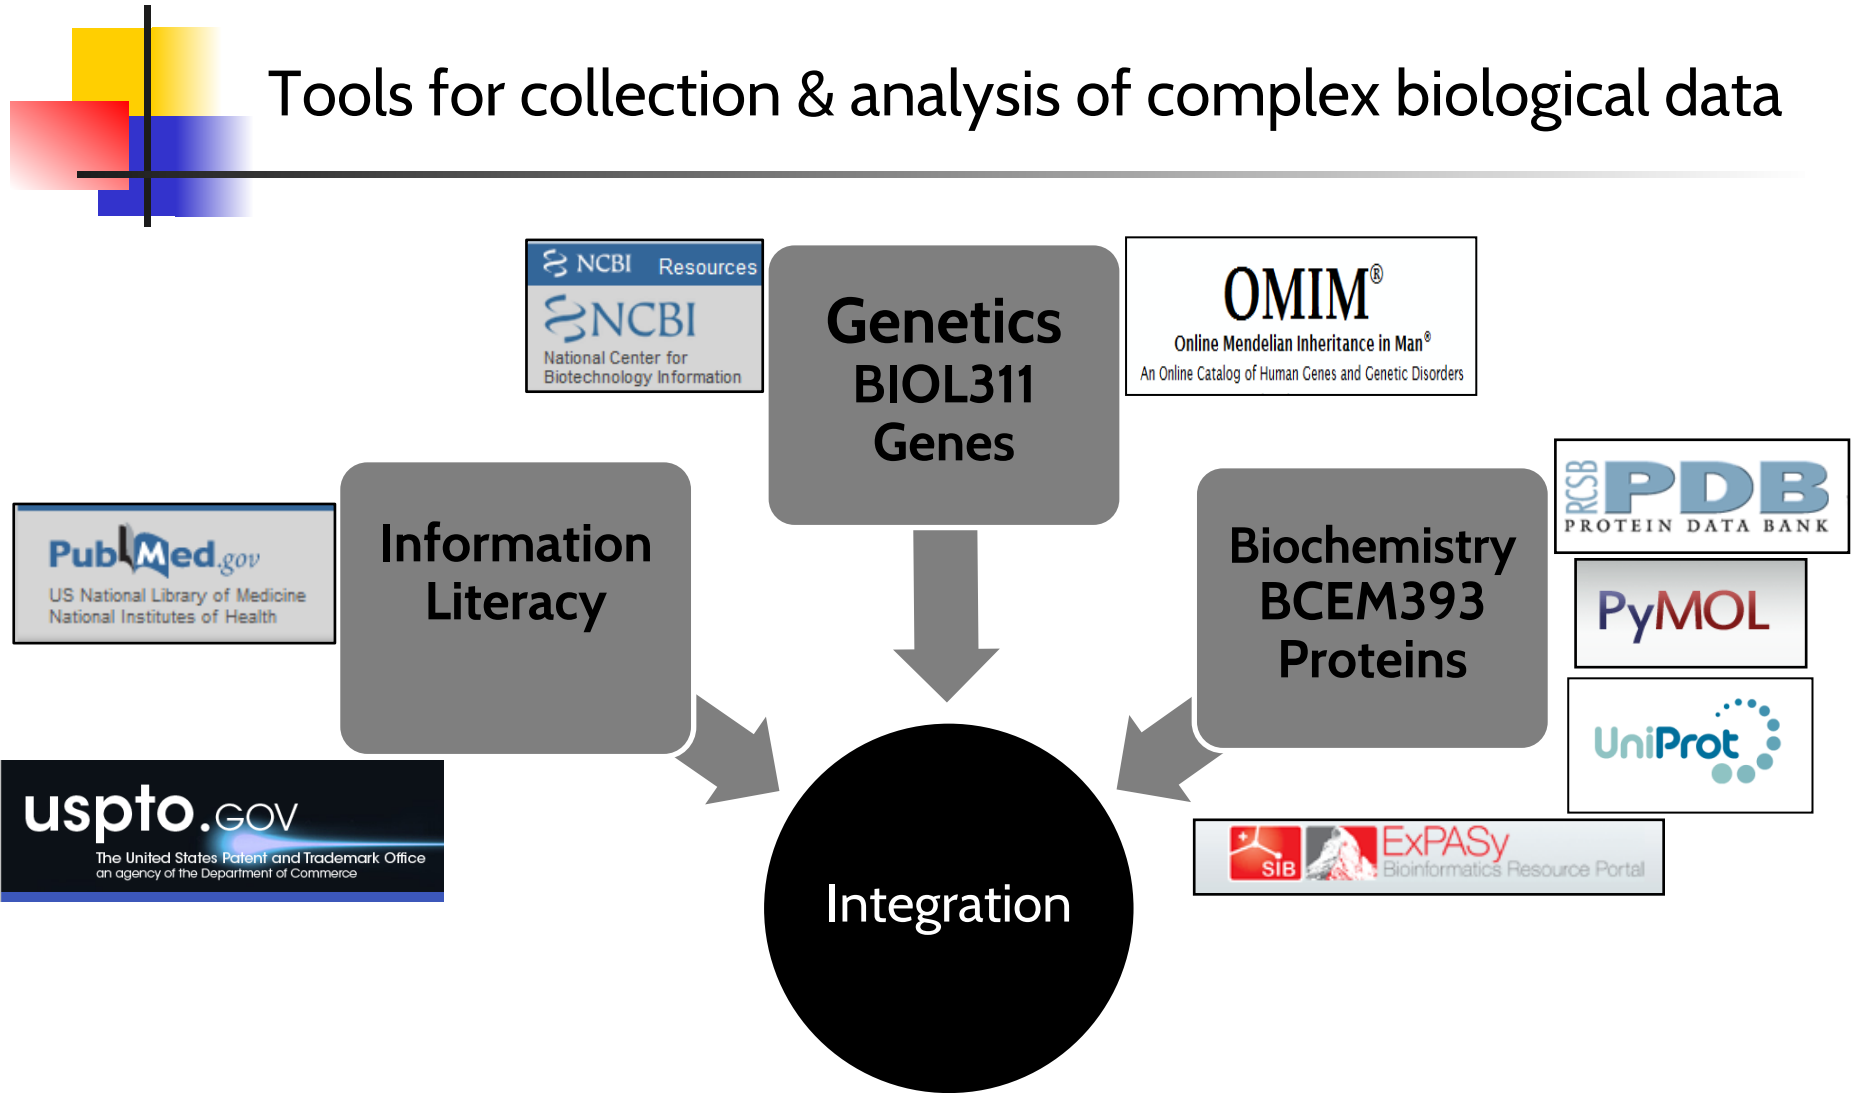 Tools for collection & analysis of complex biological data
NCBI Resources
NCBI
National Center for
Biotechnology Information
Genetics
BIOL311
Genes
OMIM®
Online Mendelian Inheritance in Man®
An Online Catalog of Human Genes and Genetic Disorders
PubMed.gov
US National Library of Medicine
National Institutes of Health
Information
Literacy
Biochemistry
BCEM393
Proteins
RCSB
PDB
PROTEIN DATA BANK
PyMOL
UniProt
uspto.GOV
The United States Patent and Trademark Office
an agency of the Department of Commerce
SIB
ExPASy
Bioinformatics Resource Portal
Integration